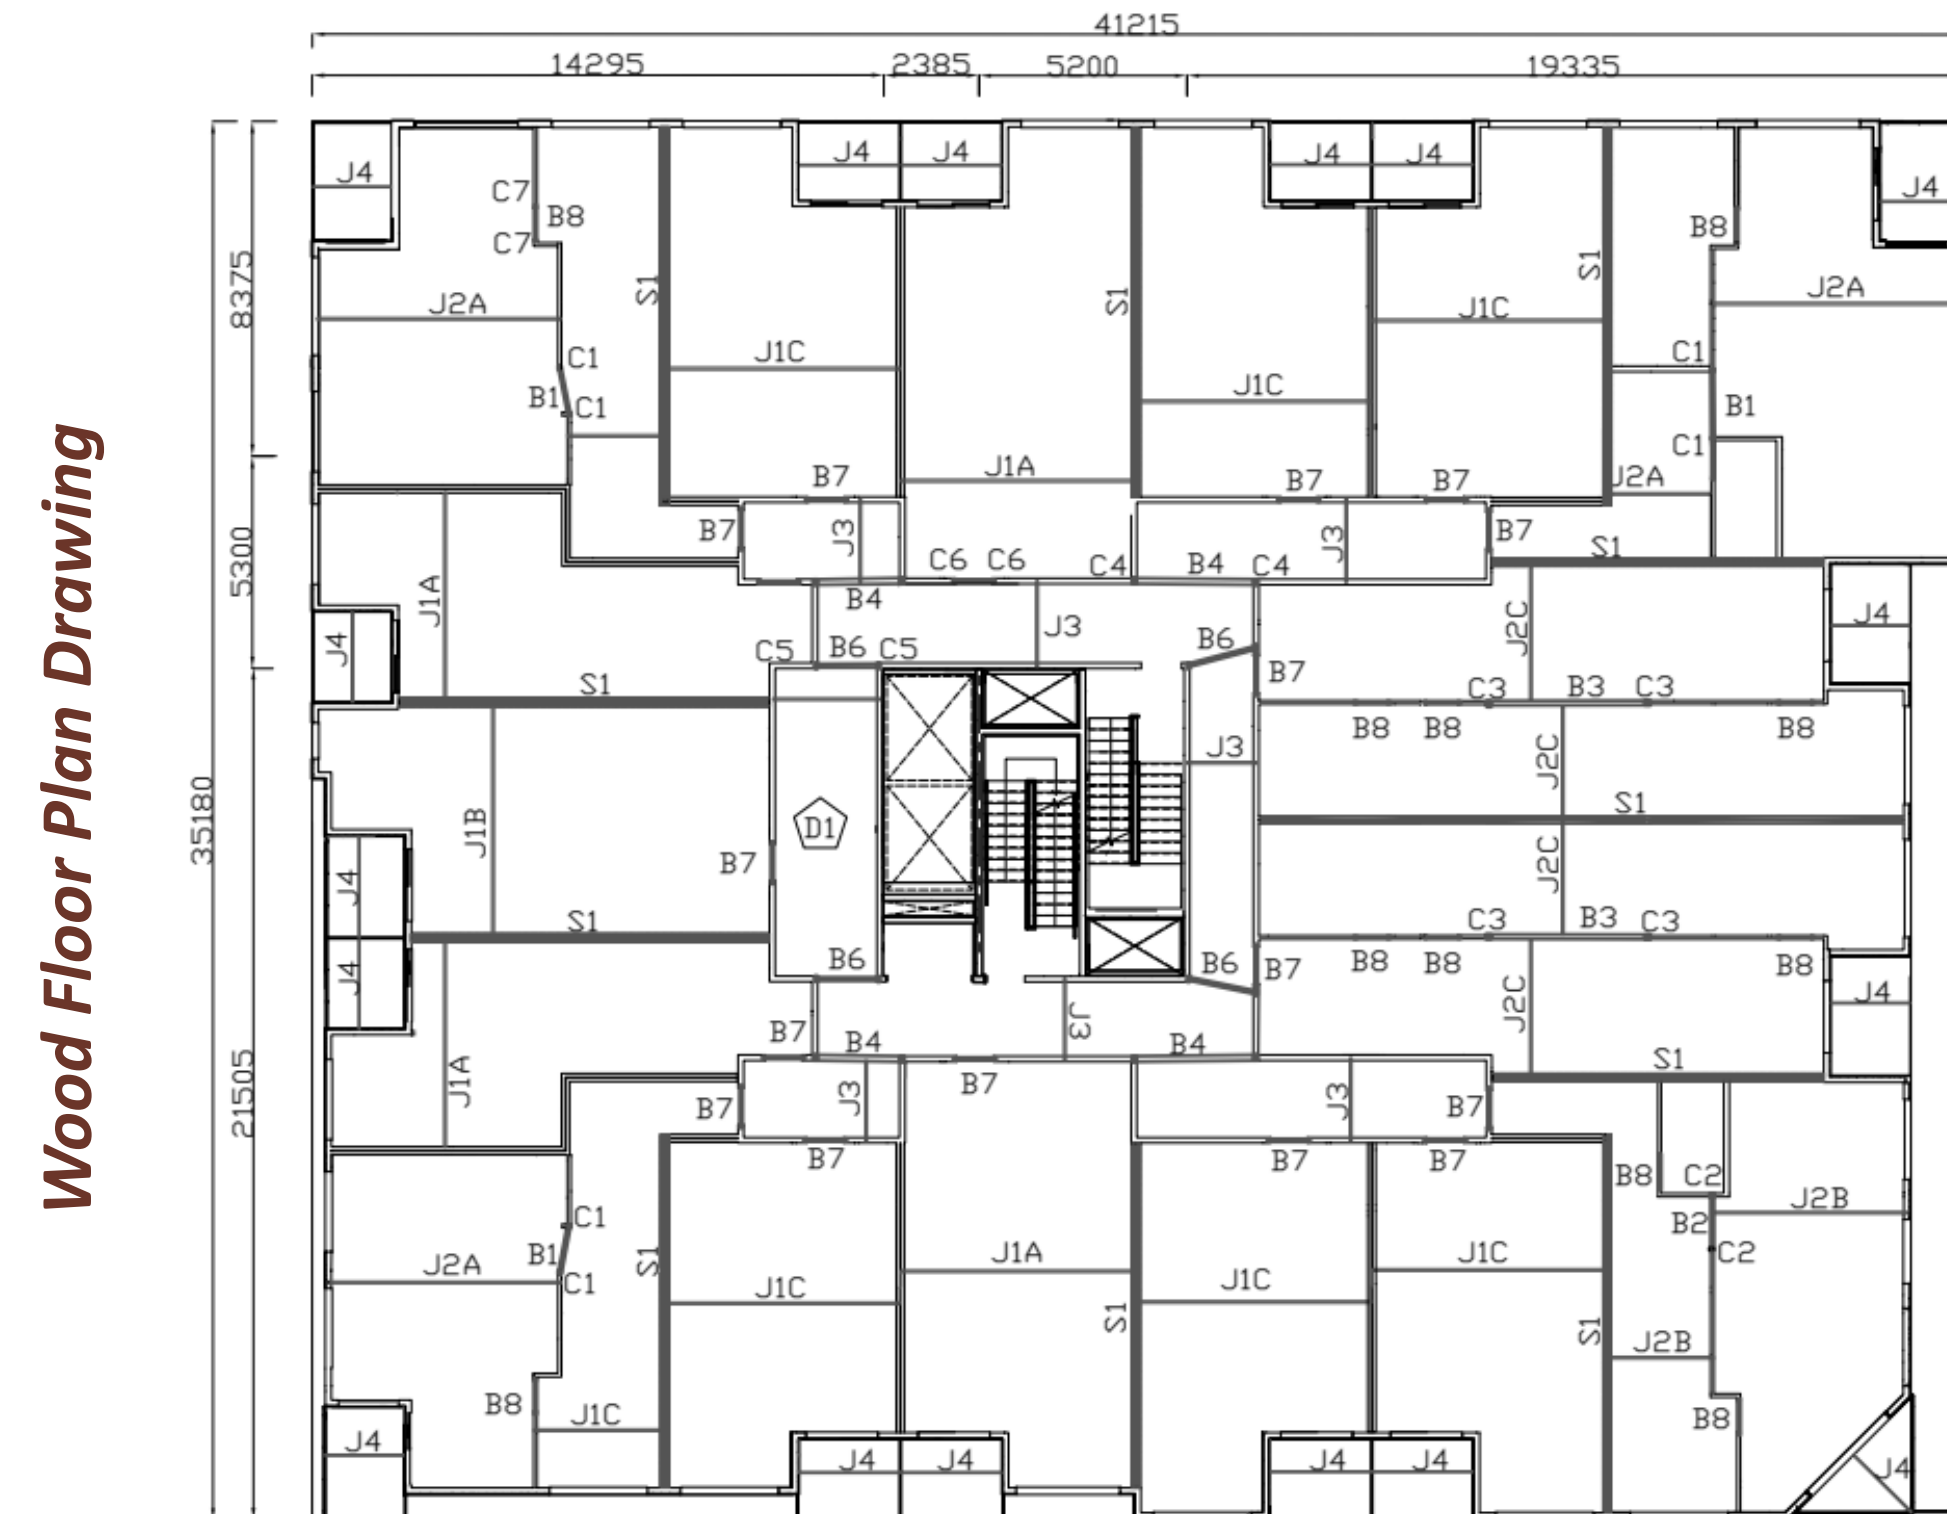 Wood Floor Plan Drawing
41215
14295 2385 5200 19335
J4 J4 J4 J4 J4 J4
C7 B8 B8
C7
8375 S1 S1 S1 J2A
J2A J1C
J1C C1 C1
B1 C1 J1C B1
C1
B7 J1A B7 B7 J2A
B7 J3 J3 B7 S1
5300 C6 C6 C4 B4 C4
J1A B4 J3 J2C J4
J4 C5 B6 C5 B6 B7
S1 C3 B3 C3
B8 B8 B8
J3 J2C
35180 J1B D1 S1
B7 J2C
J4 S1 C3 B3 C3
J4 B6 B6 B7 B8 B8 B8
J3 J2C J4
B7 B4 B4
21505 J1A B7 S1
B7 J3 J3 B7
B7 B7 B7 B8 C2
J2B
C1 B2
B1 S1 J1A J1C C2
J2A C1 J1C J1C
S1 S1 J2B
B8 J1C B8
J4 J4 J4 J4 J4 J4